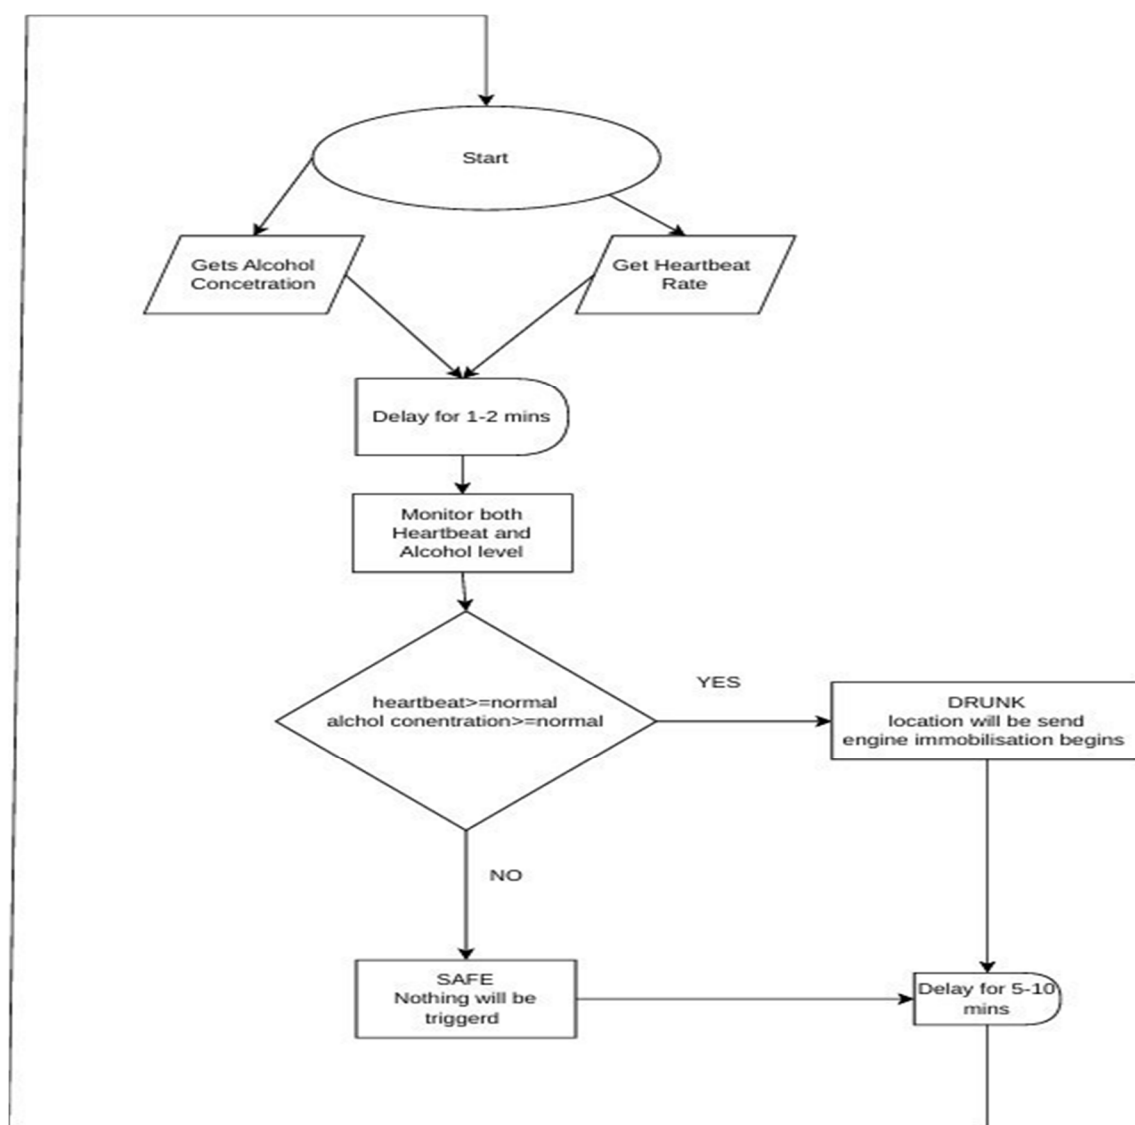 Start
Gets Alcohol
Concetration
Get Heartbeat
Rate
Delay for 1-2 mins
Monitor both
Heartbeat and
Alcohol level
heartbeat>=normal
alchol conentration>=normal
YES
DRUNK
location will be send
engine immobilisation begins
NO
SAFE
Nothing will be
triggerd
Delay for 5-10
mins